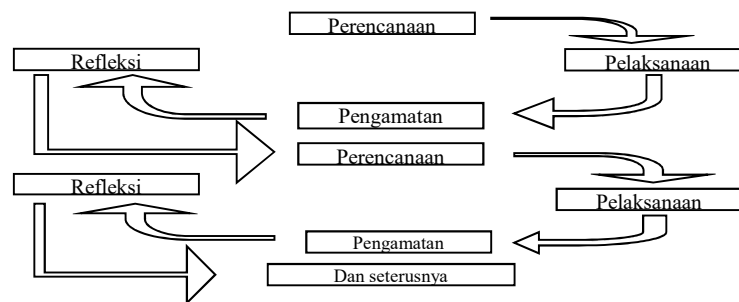 Perencanaan
Refleksi
Pelaksanaan
Pengamatan
Perencanaan
Refleksi
Pelaksanaan
Pengamatan
Dan seterusnya